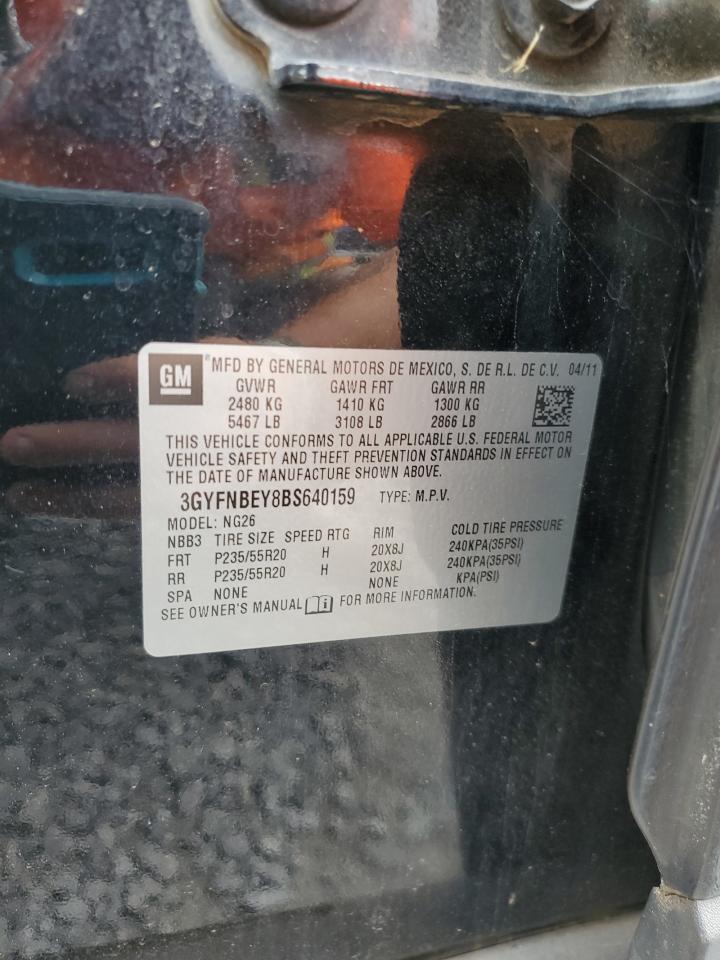 GM ®MFD BY GENERAL MOTORS DE MEXICO, S. DE R.L. DE C.V. 04/11
GVWR GAWR FRT GAWR RR
2480 KG 1410 KG 1300 KG
5467 LB 3108 LB 2866 LB
THIS VEHICLE CONFORMS TO ALL APPLICABLE U.S. FEDERAL MOTOR
VEHICLE SAFETY AND THEFT PREVENTION STANDARDS IN EFFECT ON
THE DATE OF MANUFACTURE SHOWN ABOVE.
3GYFNBEY8BS640159 TYPE: M.P.V.
MODEL: NG26
NBB3 TIRE SIZE SPEED RTG RIM COLD TIRE PRESSURE
FRT P235/55R20 H 20X8J 240KPA(35PSI)
RR P235/55R20 H 20X8J 240KPA(35PSI)
SPA NONE NONE KPA(PSI)
SEE OWNER'S MANUAL FOR MORE INFORMATION.